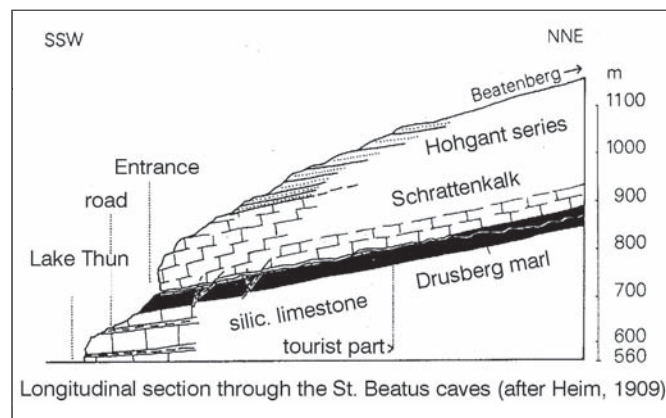 SSW
NNE
Beatenberg →
m
1100
Hohgant series
1000
Entrance
Schrattenkalk
900
road
800
Lake Thun
Drusberg marl
700
silic. limestone
600
tourist part
560
Longitudinal section through the St. Beatus caves (after Heim, 1909)